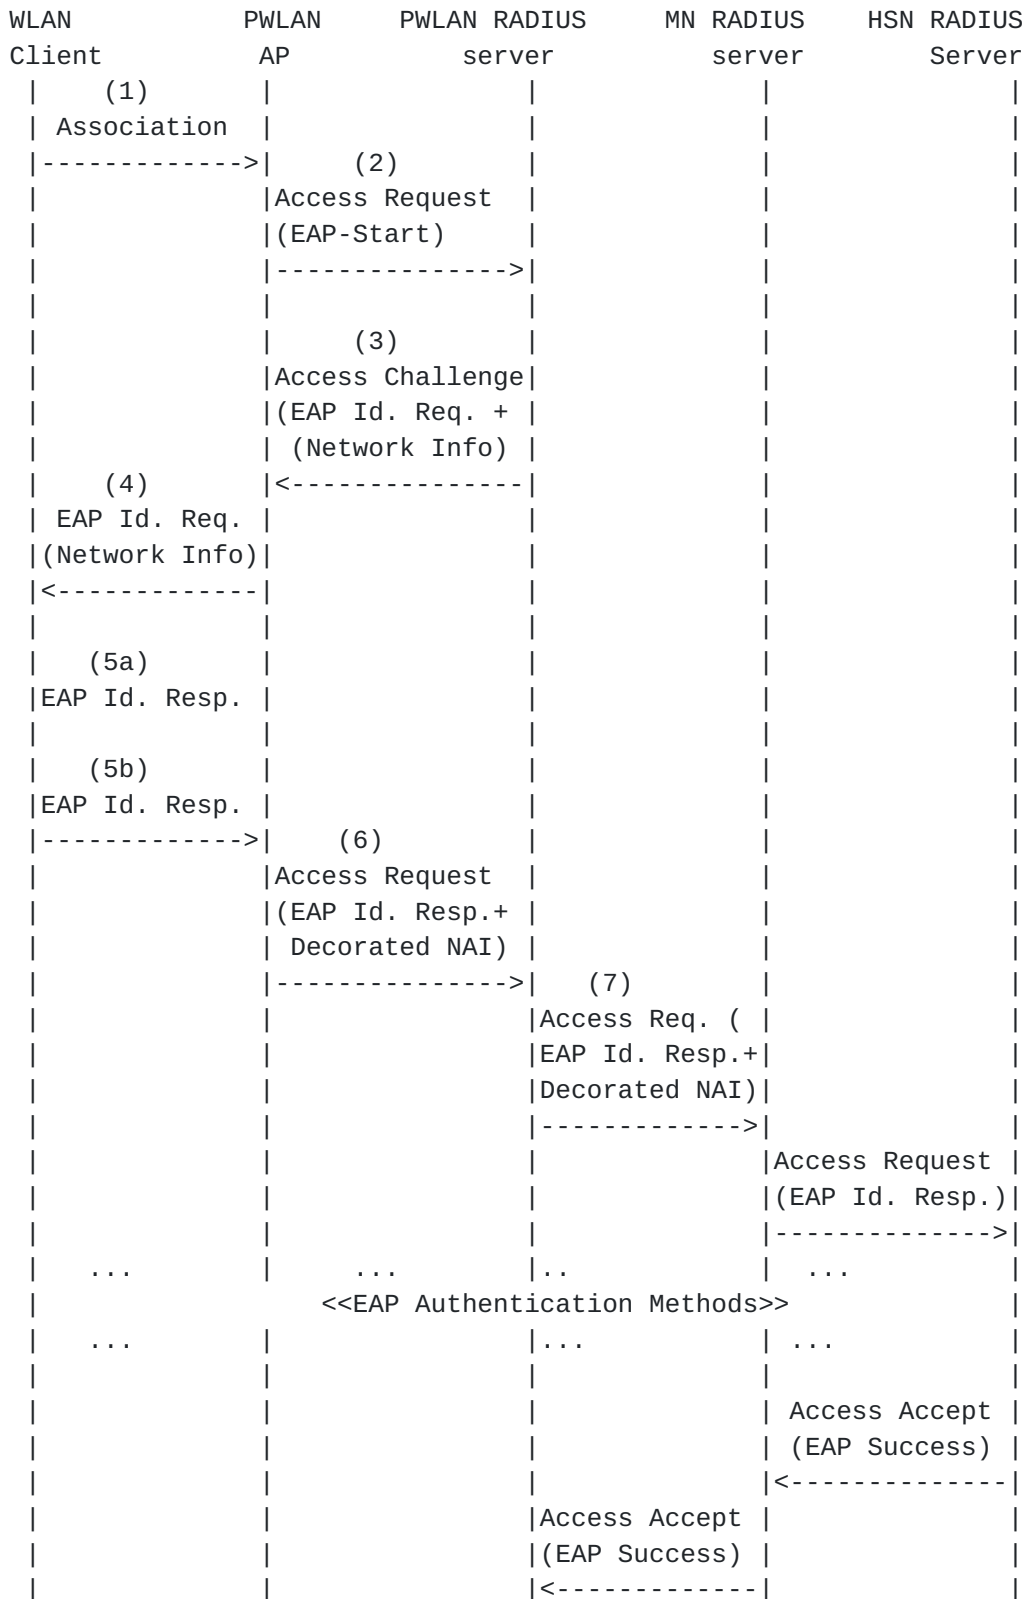 WLAN               PWLAN     PWLAN RADIUS     MN RADIUS    HSN RADIUS
Client          AP           server          server        Server
 |    (1)       |                |              |               |
 | Association  |                |              |               |
 |------------->|     (2)        |              |               |
 |              |Access Request  |              |               |
 |              |(EAP-Start)     |              |               |
 |              |--------------->|              |               |
 |              |                |              |               |
 |              |     (3)        |              |               |
 |              |Access Challenge|              |               |
 |              |(EAP Id. Req. + |              |               |
 |              | (Network Info) |              |               |
 |    (4)       |<---------------|              |               |
 | EAP Id. Req. |                |              |               |
 |(Network Info)|                |              |               |
 |<-------------|                |              |               |
 |              |                |              |               |
 |   (5a)       |                |              |               |
 |EAP Id. Resp. |                |              |               |
 |              |                |              |               |
 |   (5b)       |                |              |               |
 |EAP Id. Resp. |                |              |               |
 |------------->|    (6)         |              |               |
 |              |Access Request  |              |               |
 |              |(EAP Id. Resp.+ |              |               |
 |              | Decorated NAI) |              |               |
 |              |--------------->|   (7)        |               |
 |              |                |Access Req. ( |               |
 |              |                |EAP Id. Resp.+|               |
 |              |                |Decorated NAI)|               |
 |              |                |------------->|               |
 |              |                |              |Access Request |
 |              |                |              |(EAP Id. Resp.)|
 |              |                |              |-------------->|
 |   ...        |     ...        |..            |  ...          |
 |                  <<EAP Authentication Methods>>              |
 |   ...        |                |...           | ...           |
 |              |                |              |               |
 |              |                |              | Access Accept |
 |              |                |              | (EAP Success) |
 |              |                |              |<--------------|
 |              |                |Access Accept |               |
 |              |                |(EAP Success) |               |
 |              |                |<-------------|               |